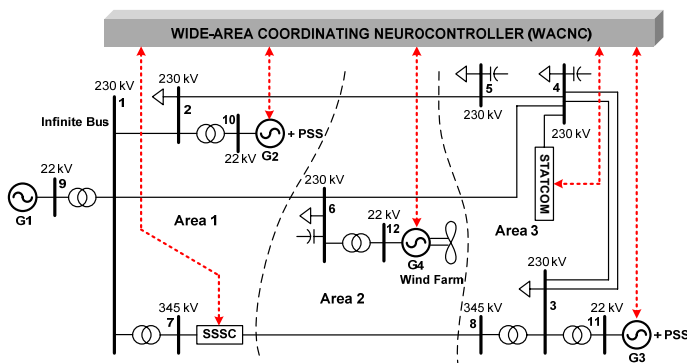 WIDE-AREA COORDINATING NEUROCONTROLLER (WACNC)
230 kV
1
230 kV
2
5
230 kV
4
230 kV
Infinite Bus
10
22 kV
G2
+ PSS
STATCOM
22 kV
9
G1
Area 1
230 kV
6
22 kV
12
G4
Wind Farm
Area 2
Area 3
230 kV
3
345 kV
7
SSSC
345 kV
8
22 kV
11
G3
+ PSS